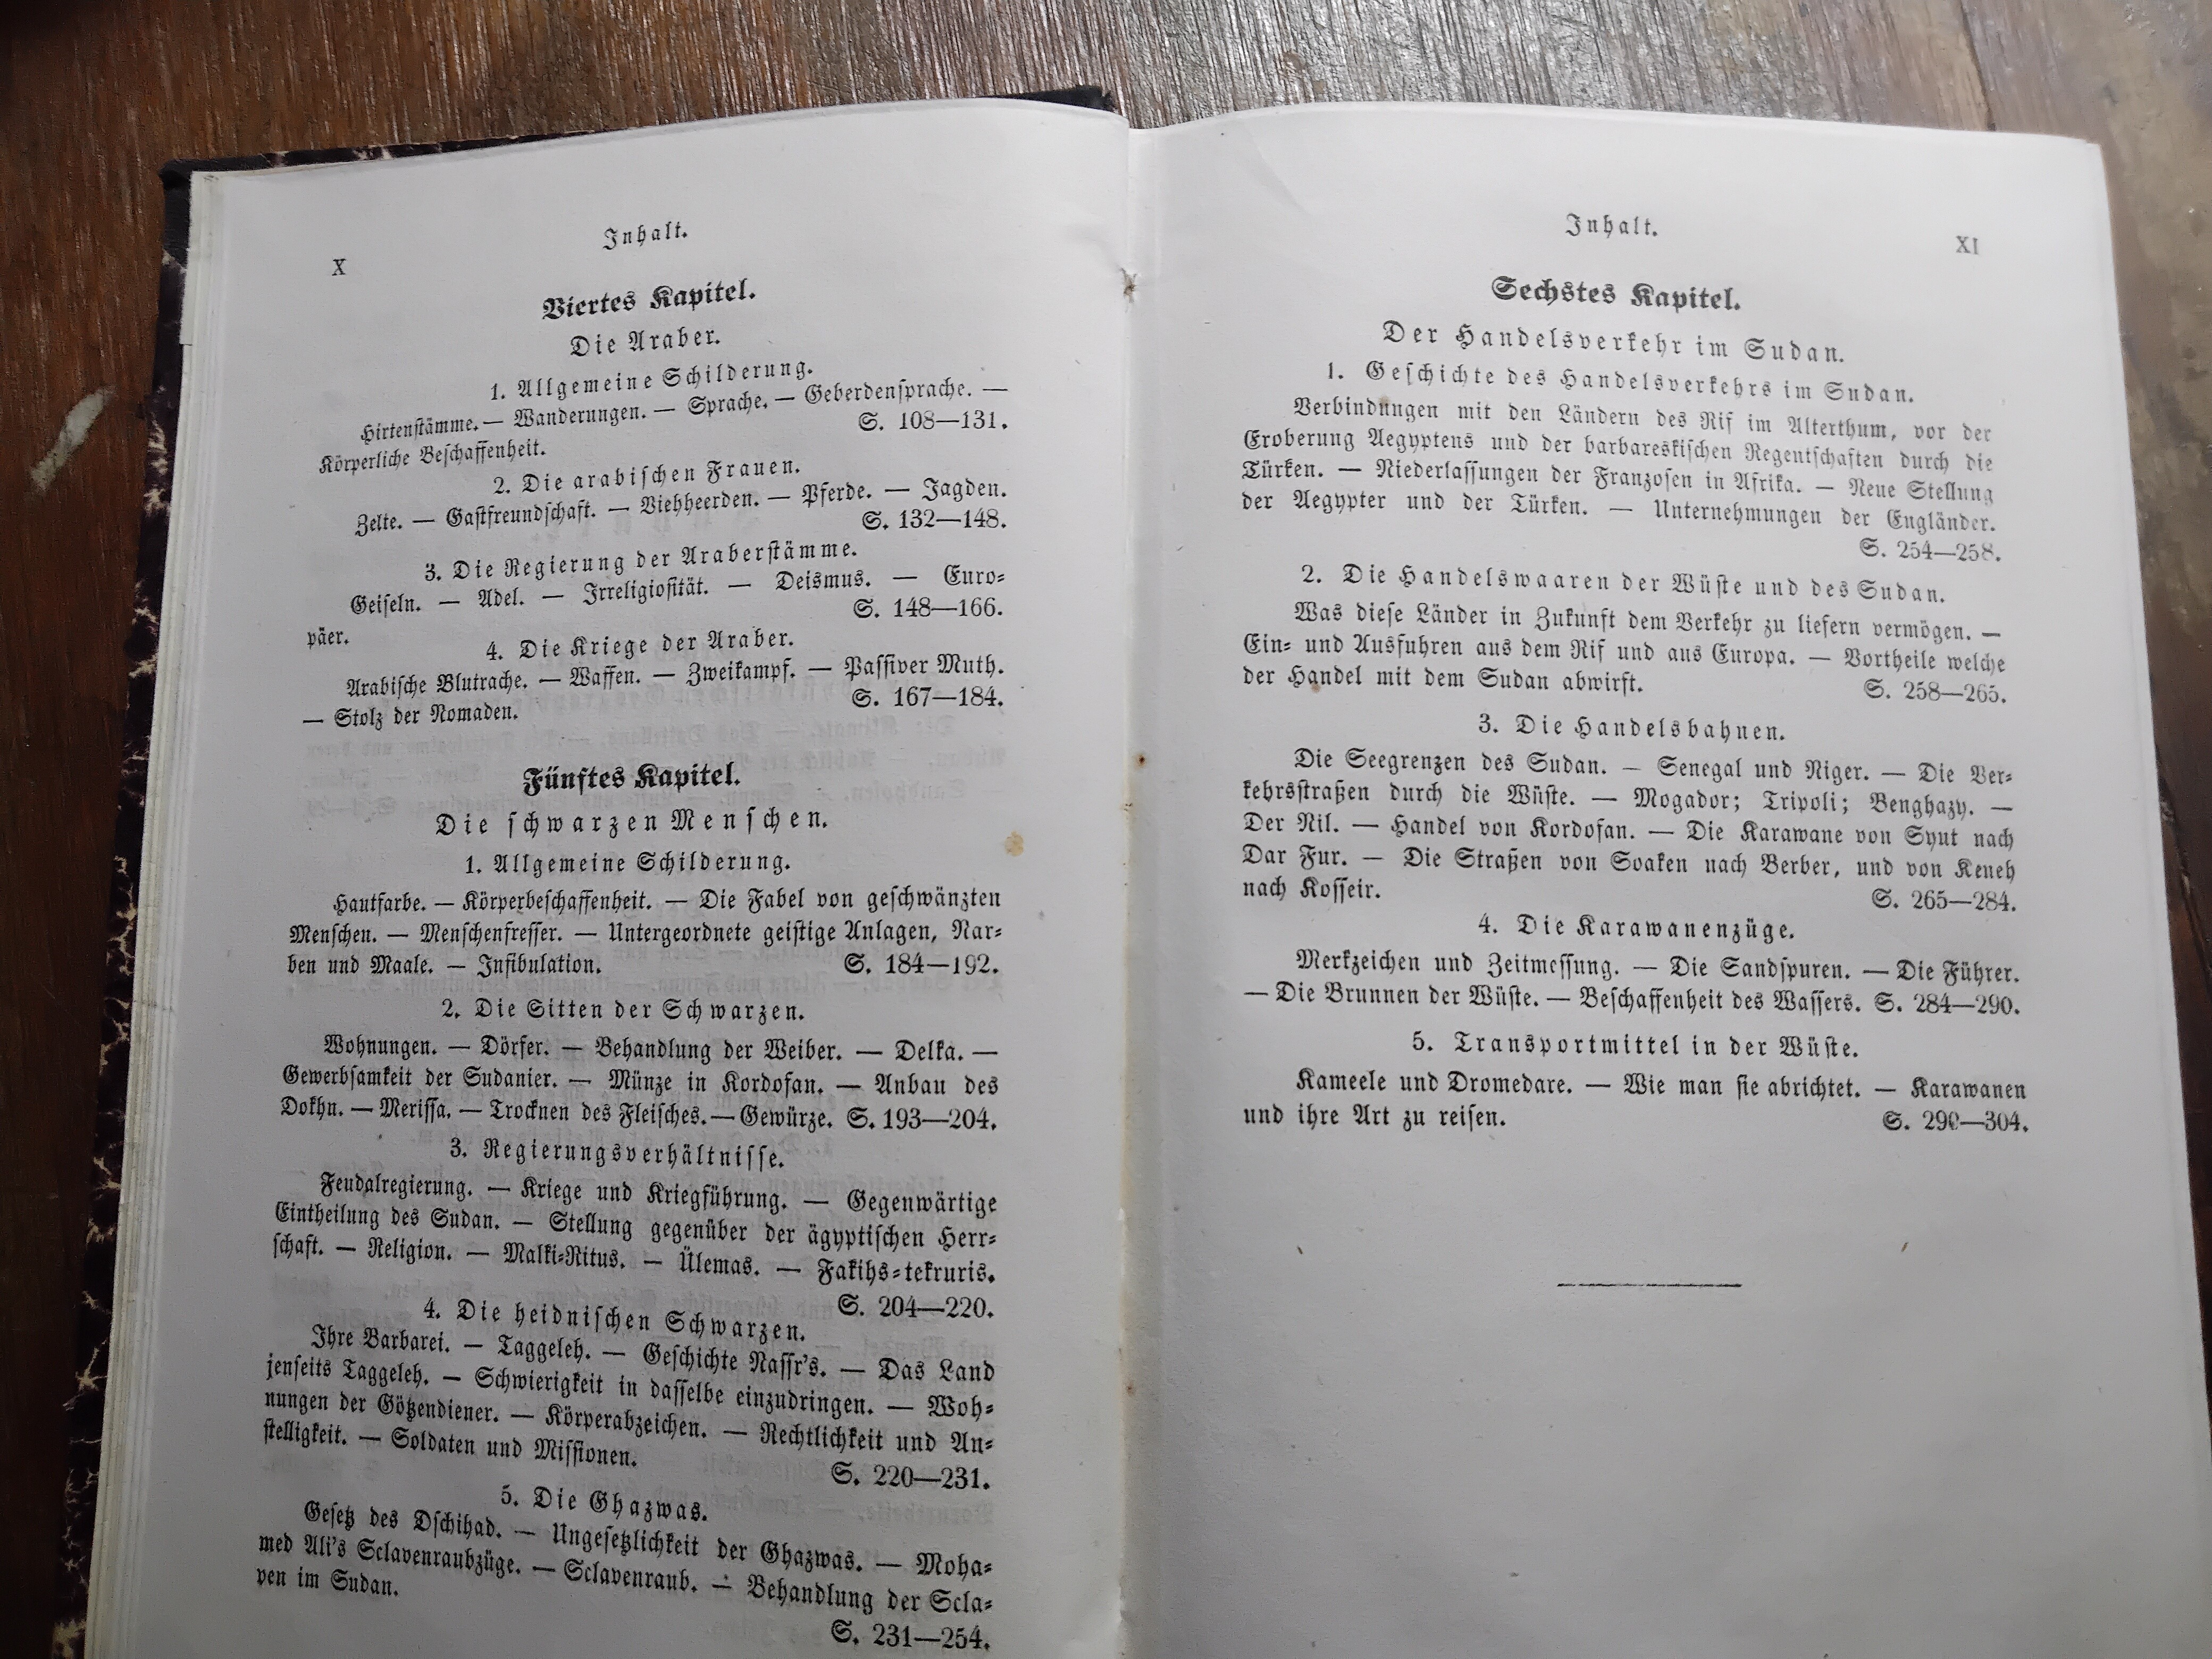 X
Inhalt.
Viertes Kapitel.
Die Araber.
1. Allgemeine Schilderung.
Hirtenſtämme. — Wanderungen. — Sprache. — Geberdenſprache. —
Körperliche Beſchaffenheit. S. 108—131.
2. Die arabiſchen Frauen.
Zelte. — Gaſtfreundſchaft. — Viehheerden. — Pferde. — Jagden.
S. 132—148.
3. Die Regierung der Araberſtämme.
Geiſeln. — Adel. — Irreligioſität. — Deismus. — Euro-
päer. S. 148—166.
4. Die Kriege der Araber.
Arabiſche Blutrache. — Waffen. — Zweikampf. — Paſſiver Muth.
— Stolz der Nomaden. S. 167—184.
Fünftes Kapitel.
Die ſchwarzen Menſchen.
1. Allgemeine Schilderung.
Hautfarbe. — Körperbeſchaffenheit. — Die Fabel von geſchwänzten
Menſchen. — Menſchenfreſſer. — Untergeordnete geiſtige Anlagen, Nar-
ben und Maale. — Infibulation. S. 184—192.
2. Die Sitten der Schwarzen.
Wohnungen. — Dörfer. — Behandlung der Weiber. — Delka. —
Gewerbſamkeit der Sudanier. — Münze in Kordofan. — Anbau des
Dokhn. — Meriſſa. — Trocknen des Fleiſches. — Gewürze. S. 193—204.
3. Regierungsverhältniſſe.
Feudalregierung. — Kriege und Kriegführung. — Gegenwärtige
Eintheilung des Sudan. — Stellung gegenüber der ägyptiſchen Herr-
ſchaft. — Religion. — Malki-Ritus. — Ülemas. — Fakihs-tekruris.
S. 204—220.
4. Die heidniſchen Schwarzen.
Ihre Barbarei. — Taggeleh. — Geſchichte Naſſr's. — Das Land
jenſeits Taggeleh. — Schwierigkeit in daſſelbe einzudringen. — Woh-
nungen der Götzendiener. — Körperabzeichen. — Rechtlichkeit und An-
ſtelligkeit. — Soldaten und Miſſionen. S. 220—231.
5. Die Ghazwas.
Geſetz des Dſchihad. — Ungeſetzlichkeit der Ghazwas. — Moha-
med Ali's Sclavenraubzüge. — Sclavenraub. — Behandlung der Scla-
ven im Sudan. S. 231—254.
Inhalt.
XI
Sechstes Kapitel.
Der Handelsverkehr im Sudan.
1. Geſchichte des Handelsverkehrs im Sudan.
Verbindungen mit den Ländern des Rif im Alterthum, vor der
Eroberung Aegyptens und der barbareskiſchen Regentſchaften durch die
Türken. — Niederlaſſungen der Franzoſen in Afrika. — Neue Stellung
der Aegypter und der Türken. — Unternehmungen der Engländer.
S. 254—258.
2. Die Handelswaaren der Wüſte und des Sudan.
Was dieſe Länder in Zukunft dem Verkehr zu liefern vermögen. —
Ein- und Ausfuhren aus dem Rif und aus Europa. — Vortheile welche
der Handel mit dem Sudan abwirft. S. 258—265.
3. Die Handelsbahnen.
Die Seegrenzen des Sudan. — Senegal und Niger. — Die Ver-
kehrsſtraßen durch die Wüſte. — Mogador; Tripoli; Benghazy. —
Der Nil. — Handel von Kordofan. — Die Karawane von Syut nach
Dar Fur. — Die Straßen von Soaken nach Berber, und von Keneh
nach Koſſeir. S. 265—284.
4. Die Karawanenzüge.
Merkzeichen und Zeitmeſſung. — Die Sandſpuren. — Die Führer.
— Die Brunnen der Wüſte. — Beſchaffenheit des Waſſers. S. 284—290.
5. Transportmittel in der Wüſte.
Kameele und Dromedare. — Wie man ſie abrichtet. — Karawanen
und ihre Art zu reiſen. S. 290—304.